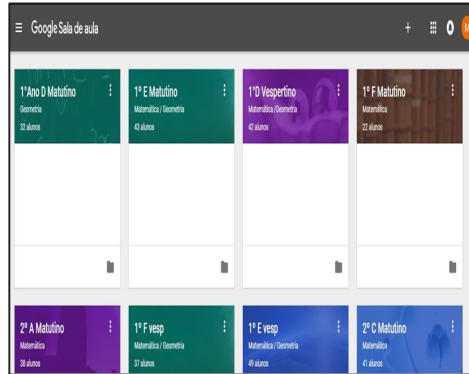 Google Sala de aula
1°Ano D Matutino
Geometria
32 alunos
1º E Matutino
Matemática / Geometria
43 alunos
1°D Vespertino
Matemática /Geometria
42 alunos
1º F Matutino
Matemática
22 alunos
2º A Matutino
Matemática
38 alunos
1º F vesp
Matemática / Geometria
37 alunos
1º E vesp
Matemática / Geometria
49 alunos
2º C Matutino
Matemática
41 alunos